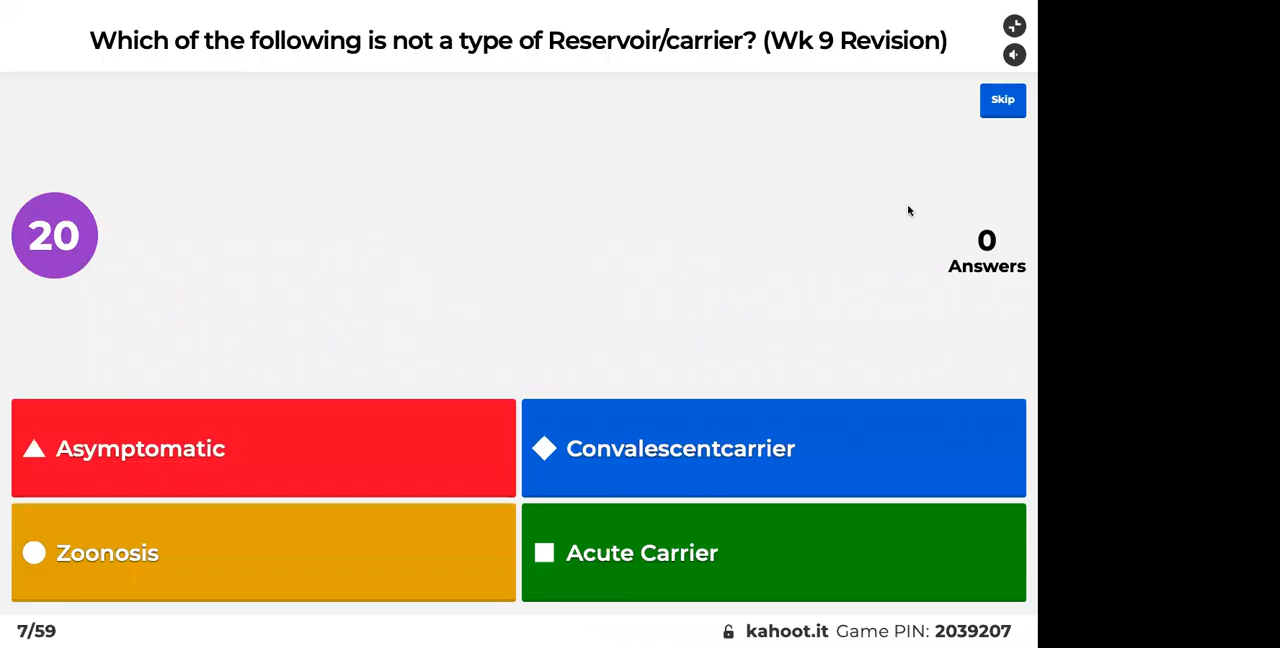 Which of the following is not a type of Reservoir/carrier? (Wk 9 Revision)
Skip
20
0
Answers
Asymptomatic
Convalescentcarrier
Zoonosis
Acute Carrier
7/59
kahoot.it Game PIN: 2039207